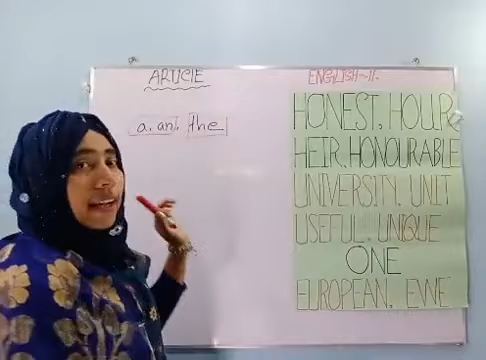 ARTICLE
a. an. the
ENGLISH-II.
HONEST, HOUR
HEIR, HONOURABLE
UNIVERSITY, UNIT
USEFUL, UNIQUE
ONE
EUROPEAN, EWE